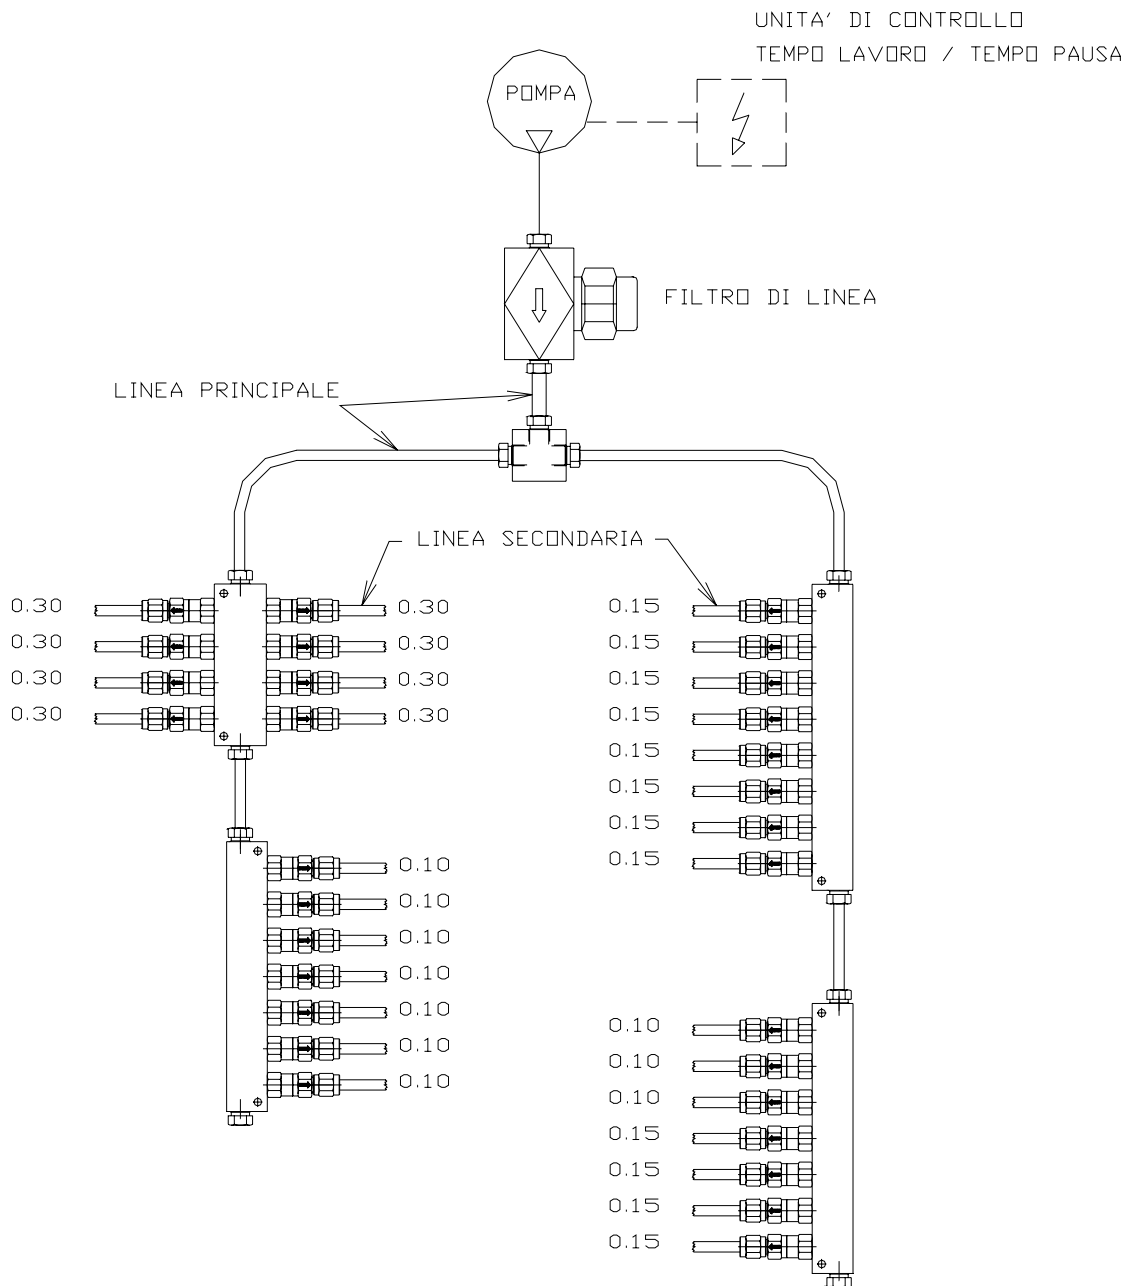 UNITA' DI CONTROLLO
TEMPO LAVORO / TEMPO PAUSA
POMPA
FILTRO DI LINEA
LINEA PRINCIPALE
LINEA SECONDARIA
0.30 0.30 0.15
0.30 0.30 0.15
0.30 0.30 0.15
0.30 0.30 0.15
0.15
0.15
0.15
0.10 0.15
0.10
0.10
0.10
0.10 0.10
0.10 0.10
0.10 0.10
0.15
0.15
0.15
0.15